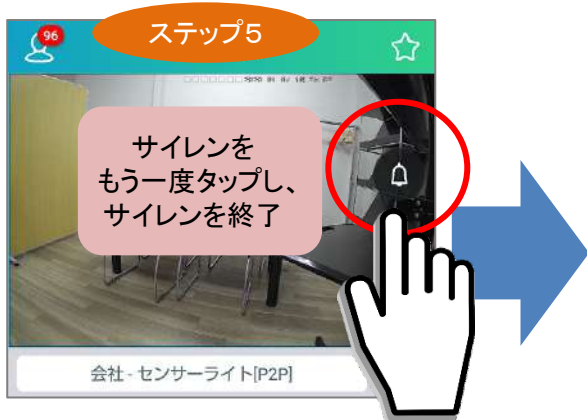 96
ステップ5
サイレンを
もう一度タップし、
サイレンを終了
会社 - センサーライト[P2P]